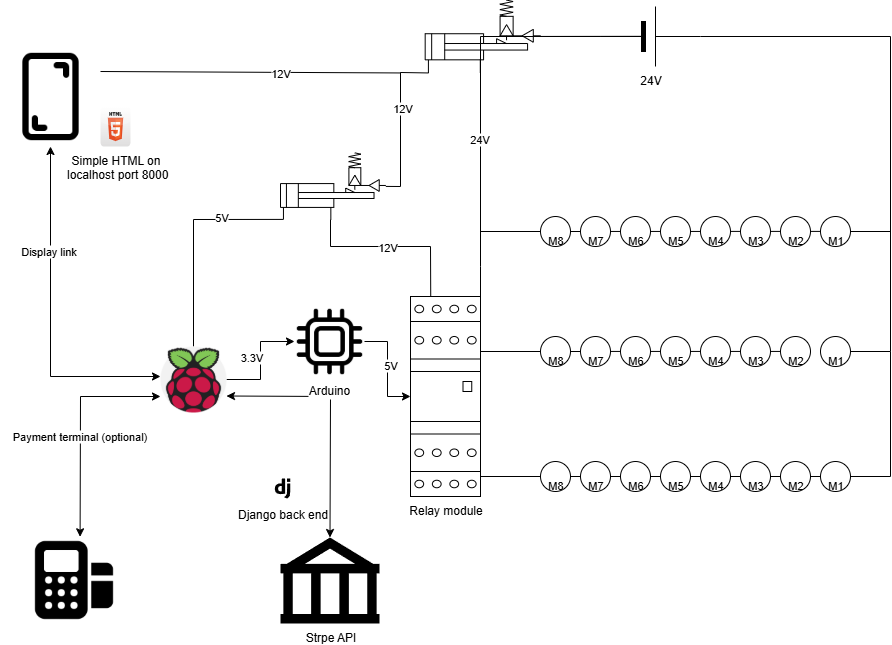 24V
12V
12V
HTML
5
Simple HTML on
localhost port 8000
24V
5V
12V
Display link
M8 M7 M6 M5 M4 M3 M2 M1
3.3V
5V
M8 M7 M6 M5 M4 M3 M2 M1
Arduino
Payment terminal (optional)
M8 M7 M6 M5 M4 M3 M2 M1
dj
Django back end
Relay module
Strpe API